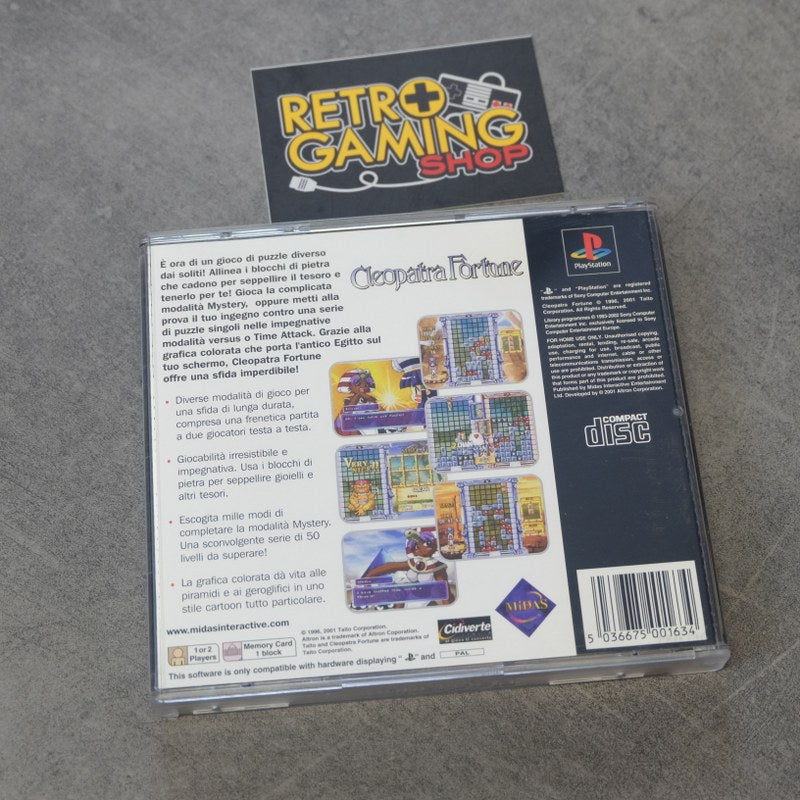 RETRO
GAMING
SHOP
È ora di un gioco di puzzle diverso
dai soliti! Allinea i blocchi di pietra
che cadono per seppellire il tesoro e
tenerlo per te! Gioca la complicata
modalità Mystery, oppure metti alla
prova il tuo ingegno contro una serie
di puzzle singoli nelle impegnative
modalità versus o Time Attack. Grazie alla
grafica colorata che porta l'antico Egitto sul
tuo schermo, Cleopatra Fortune
offre una sfida imperdibile!
Cleopatra Fortune
• Diverse modalità di gioco per
una sfida di lunga durata,
compresa una frenetica partita
a due giocatori testa a testa.
• Giocabilità irresistibile e
impegnativa. Usa i blocchi di
pietra per seppellire gioielli e
altri tesori.
• Escogita mille modi di
completare la modalità Mystery.
Una sconvolgente serie di 50
livelli da superare!
• La grafica colorata dà vita alle
piramidi e ai geroglifici in uno
stile cartoon tutto particolare.
VERY
www.midasinteractive.com
1 or 2
Players
Memory Card
1 block
© 1996, 2001 Taito Corporation.
Altron is a trademark of Altron Coporation.
Taito and Cleopatra Fortune are trademarks of
Taito Corporation.
This software is only compatible with hardware displaying " " and
PAL
Cidiverte
MiDAS
PlayStation
" " and "PlayStation" are registered
trademarks of Sony Computer Entertainment Inc.
Cleopatra Fortune © 1996, 2001 Taito
Corporation. All Rights Reserved.
Library programmes © 1993-2002 Sony Computer
Entertainment Inc. exclusively licensed to Sony
Computer Entertainment Europe.
FOR HOME USE ONLY. Unauthorised copying,
adaptation, rental, lending, re-sale, arcade
use, charging for use, broadcast, public
performance and internet, cable or other
telecommunications transmission, access or
use are prohibited. Distribution or extraction of
this product or any trademark or copyright work
that forms part of this product are prohibited.
Published by Midas Interactive Entertainment
Ltd. Developed by © 2001 Altron Corporation.
COMPACT
disc
5 036675 001634